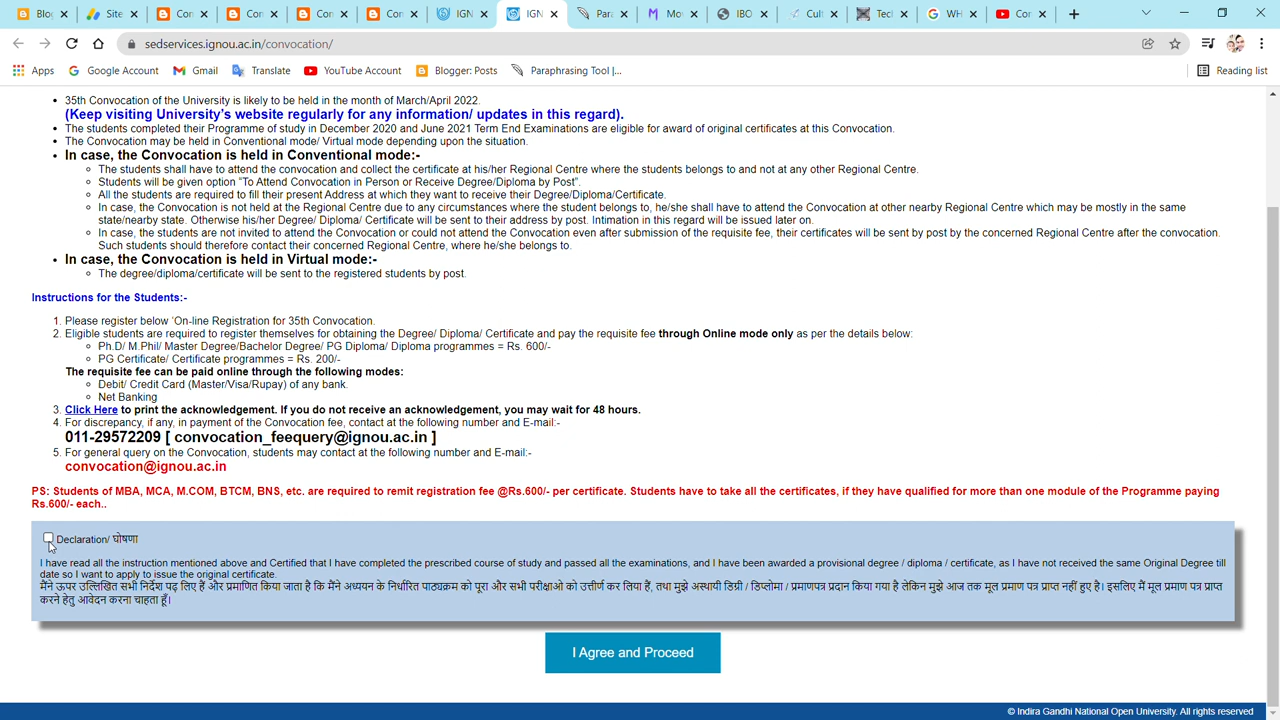 Blog
Site
Con
Con
Con
Con
IGN
IGN
Para
Mov
IBO
Cult
Tech
WH
Con
sedservices.ignou.ac.in/convocation/
Apps Google Account Gmail Translate YouTube Account Blogger: Posts Paraphrasing Tool |... Reading list
35th Convocation of the University is likely to be held in the month of March/April 2022.
(Keep visiting University's website regularly for any information/ updates in this regard).
The students completed their Programme of study in December 2020 and June 2021 Term End Examinations are eligible for award of original certificates at this Convocation.
The Convocation may be held in Conventional mode/ Virtual mode depending upon the situation.
In case, the Convocation is held in Conventional mode:-
The students shall have to attend the convocation and collect the certificate at his/her Regional Centre where the students belongs to and not at any other Regional Centre.
Students will be given option "To Attend Convocation in Person or Receive Degree/Diploma by Post".
All the students are required to fill their present Address at which they want to receive their Degree/Diploma/Certificate.
In case, the Convocation is not held at the Regional Centre due to any circumstances where the student belongs to, he/she shall have to attend the Convocation at other nearby Regional Centre which may be mostly in the same
state/nearby state. Otherwise his/her Degree/ Diploma/ Certificate will be sent to their address by post. Intimation in this regard will be issued later on.
In case, the students are not invited to attend the Convocation or could not attend the Convocation even after submission of the requisite fee, their certificates will be sent by post by the concerned Regional Centre after the convocation.
Such students should therefore contact their concerned Regional Centre, where he/she belongs to.
In case, the Convocation is held in Virtual mode:-
The degree/diploma/certificate will be sent to the registered students by post.
Instructions for the Students:-
1. Please register below 'On-line Registration for 35th Convocation.
2. Eligible students are required to register themselves for obtaining the Degree/ Diploma/ Certificate and pay the requisite fee through Online mode only as per the details below:
Ph.D/ M.Phil/ Master Degree/Bachelor Degree/ PG Diploma/ Diploma programmes = Rs. 600/-
PG Certificate/ Certificate programmes = Rs. 200/-
The requisite fee can be paid online through the following modes:
Debit/ Credit Card (Master/Visa/Rupay) of any bank.
Net Banking
3. Click Here to print the acknowledgement. If you do not receive an acknowledgement, you may wait for 48 hours.
4. For discrepancy, if any, in payment of the Convocation fee, contact at the following number and E-mail:-
011-29572209 [ convocation_feequery@ignou.ac.in ]
5. For general query on the Convocation, students may contact at the following number and E-mail:-
convocation@ignou.ac.in
PS: Students of MBA, MCA, M.COM, BTCM, BNS, etc. are required to remit registration fee @Rs.600/- per certificate. Students have to take all the certificates, if they have qualified for more than one module of the Programme paying
Rs.600/- each..
Declaration/ घोषणा
I have read all the instruction mentioned above and Certified that I have completed the prescribed course of study and passed all the examinations, and I have been awarded a provisional degree / diploma / certificate, as I have not received the same Original Degree till
date so I want to apply to issue the original certificate.
मैंने ऊपर उल्लिखित सभी निर्देश पढ़ लिए हैं और प्रमाणित किया जाता है कि मैंने अध्ययन के निर्धारित पाठ्यक्रम को पूरा और सभी परीक्षाओ को उत्तीर्ण कर लिया हैं, तथा मुझे अस्थायी डिग्री / डिप्लोमा / प्रमाणपत्र प्रदान किया गया है लेकिन मुझे आज तक मूल प्रमाण पत्र प्राप्त नहीं हुए है। इसलिए मैं मूल प्रमाण पत्र प्राप्त
करने हेतु आवेदन करना चाहता हूँ।
I Agree and Proceed
© Indira Gandhi National Open University. All rights reserved